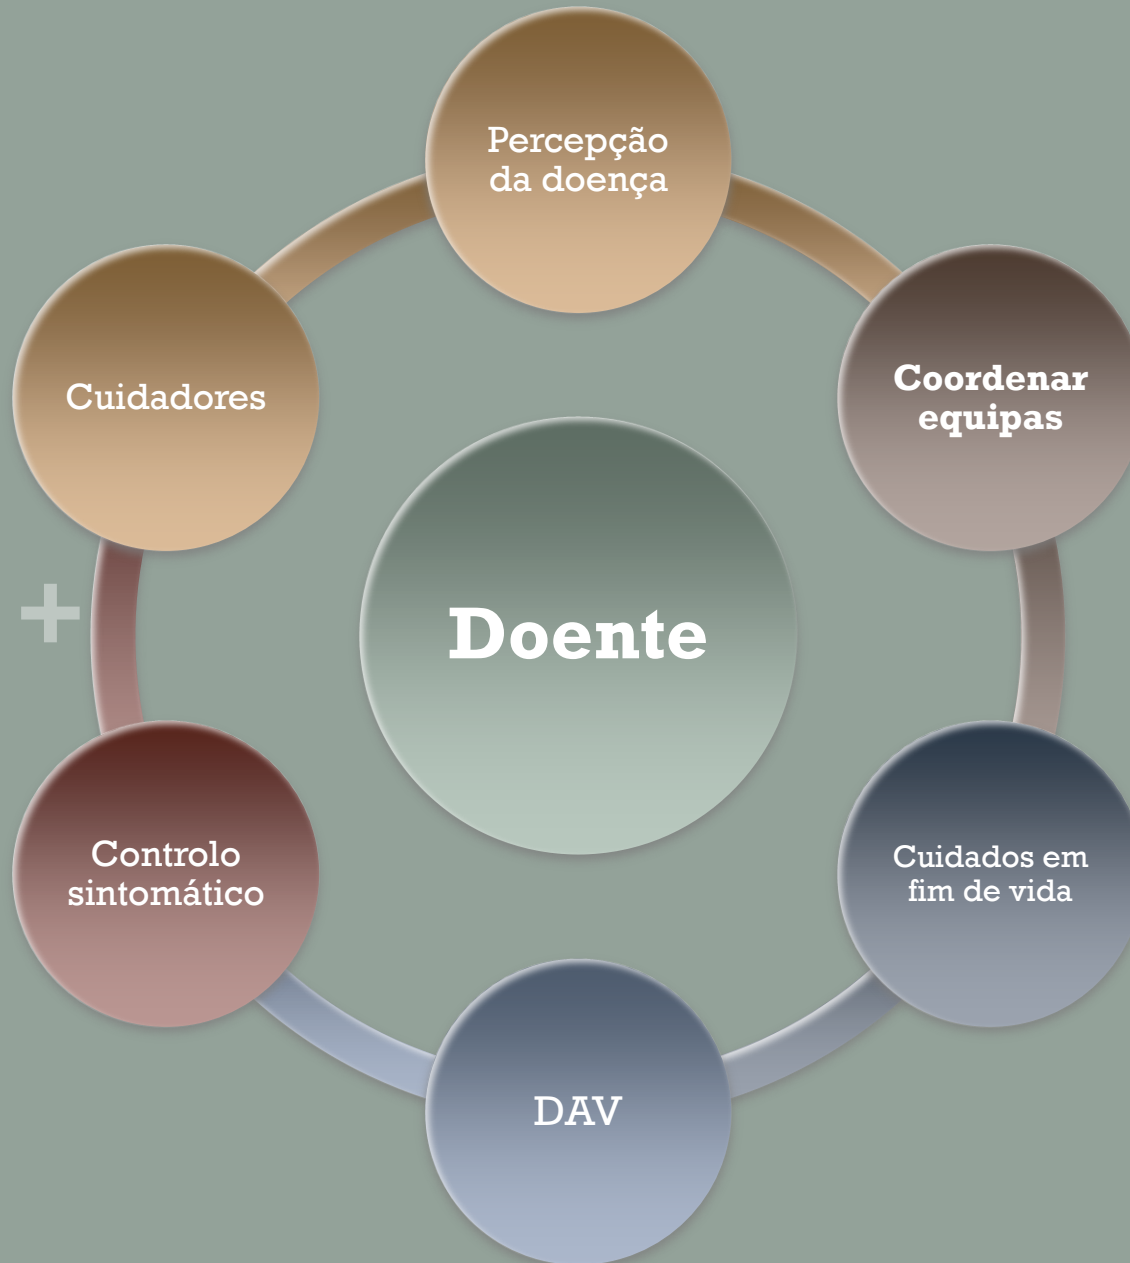 Percepção
da doença
Coordenar
equipas
Cuidados em
fim de vida
DAV
Controlo
sintomático
Cuidadores
Doente
+